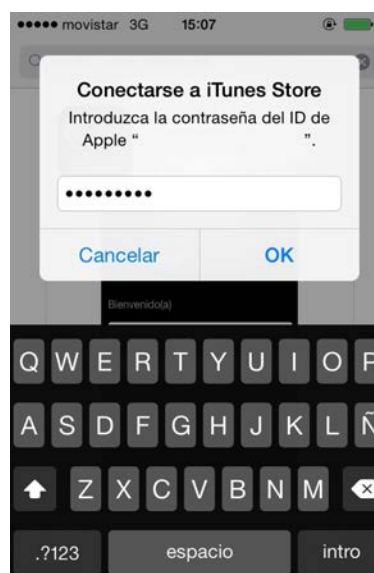 movistar 3G 15:07
Conectarse a iTunes Store
Introduzca la contraseña del ID de
Apple “ ”.
Cancelar OK
Bienvenido(a)
Q W E R T Y U I O P
A S D F G H J K L Ñ
Z X C V B N M
.?123 espacio intro